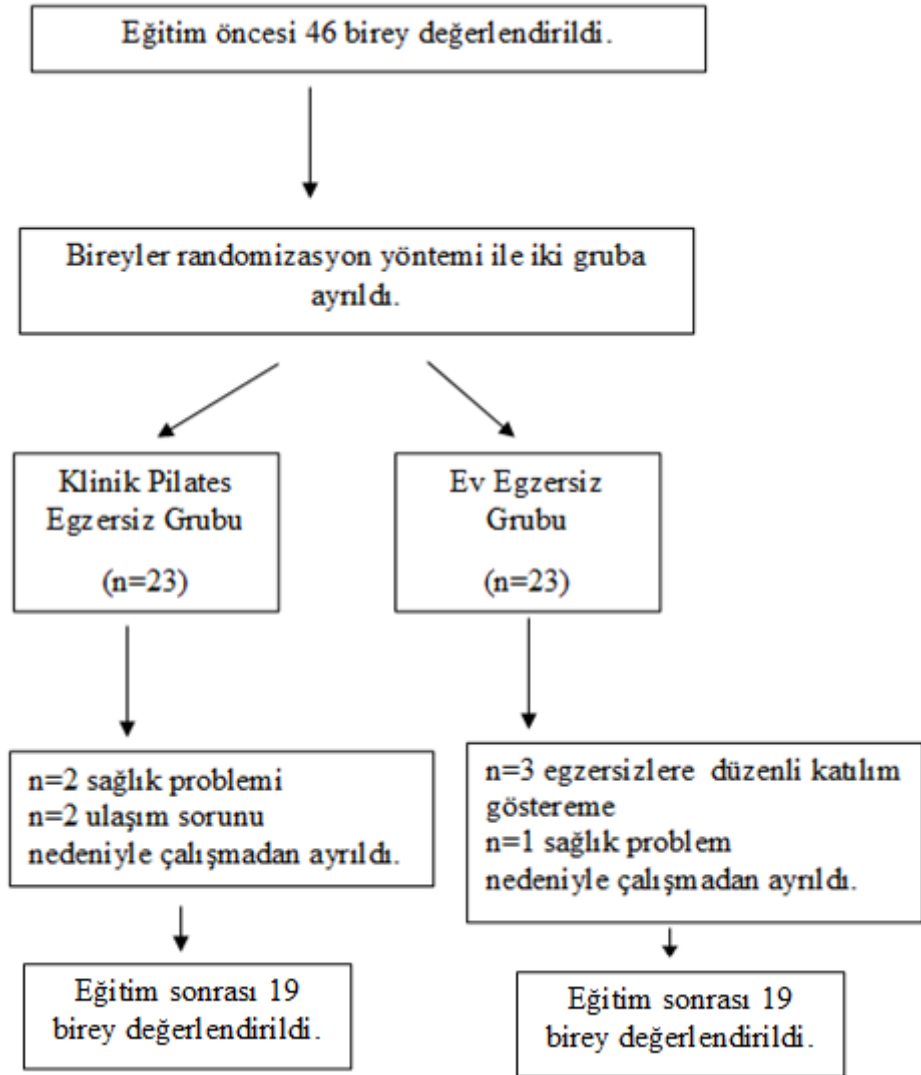 Eğitim öncesi 46 birey değerlendirildi.
Bireyler randomizasyon yöntemi ile iki gruba
ayrıldı.
Klinik Pilates
Egzersiz Grubu
(n=23)
Ev Egzersiz
Grubu
(n=23)
n=2 sağlık problemi
n=2 ulaşım sorunu
nedeniyle çalışmadan ayrıldı.
n=3 egzersizlere düzenli katılım
göstereme
n=1 sağlık problem
nedeniyle çalışmadan ayrıldı.
Eğitim sonrası 19
birey değerlendirildi.
Eğitim sonrası 19
birey değerlendirildi.